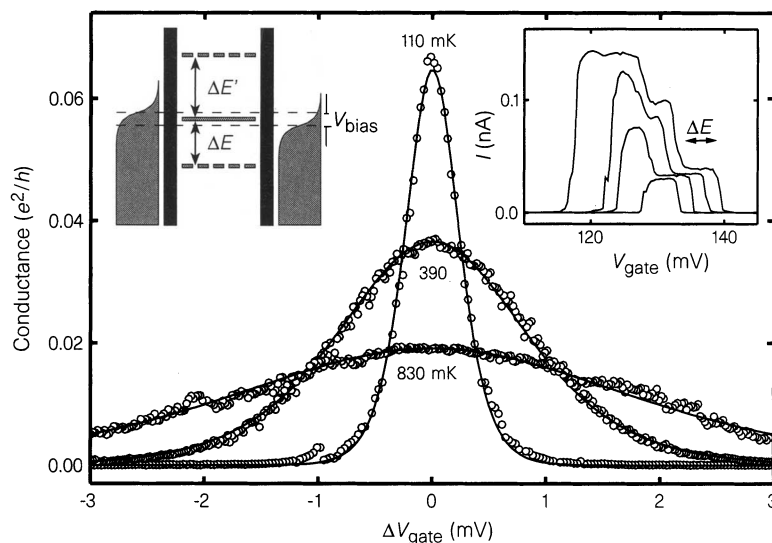 110 mK
390
830 mK
Conductance (e²/h)
0.06
0.04
0.02
0.00
-3
-2
-1
0
1
2
3
ΔV_gate (mV)
ΔE'
ΔE
V_bias
I (nA)
0.1
0.0
ΔE
120
140
V_gate (mV)